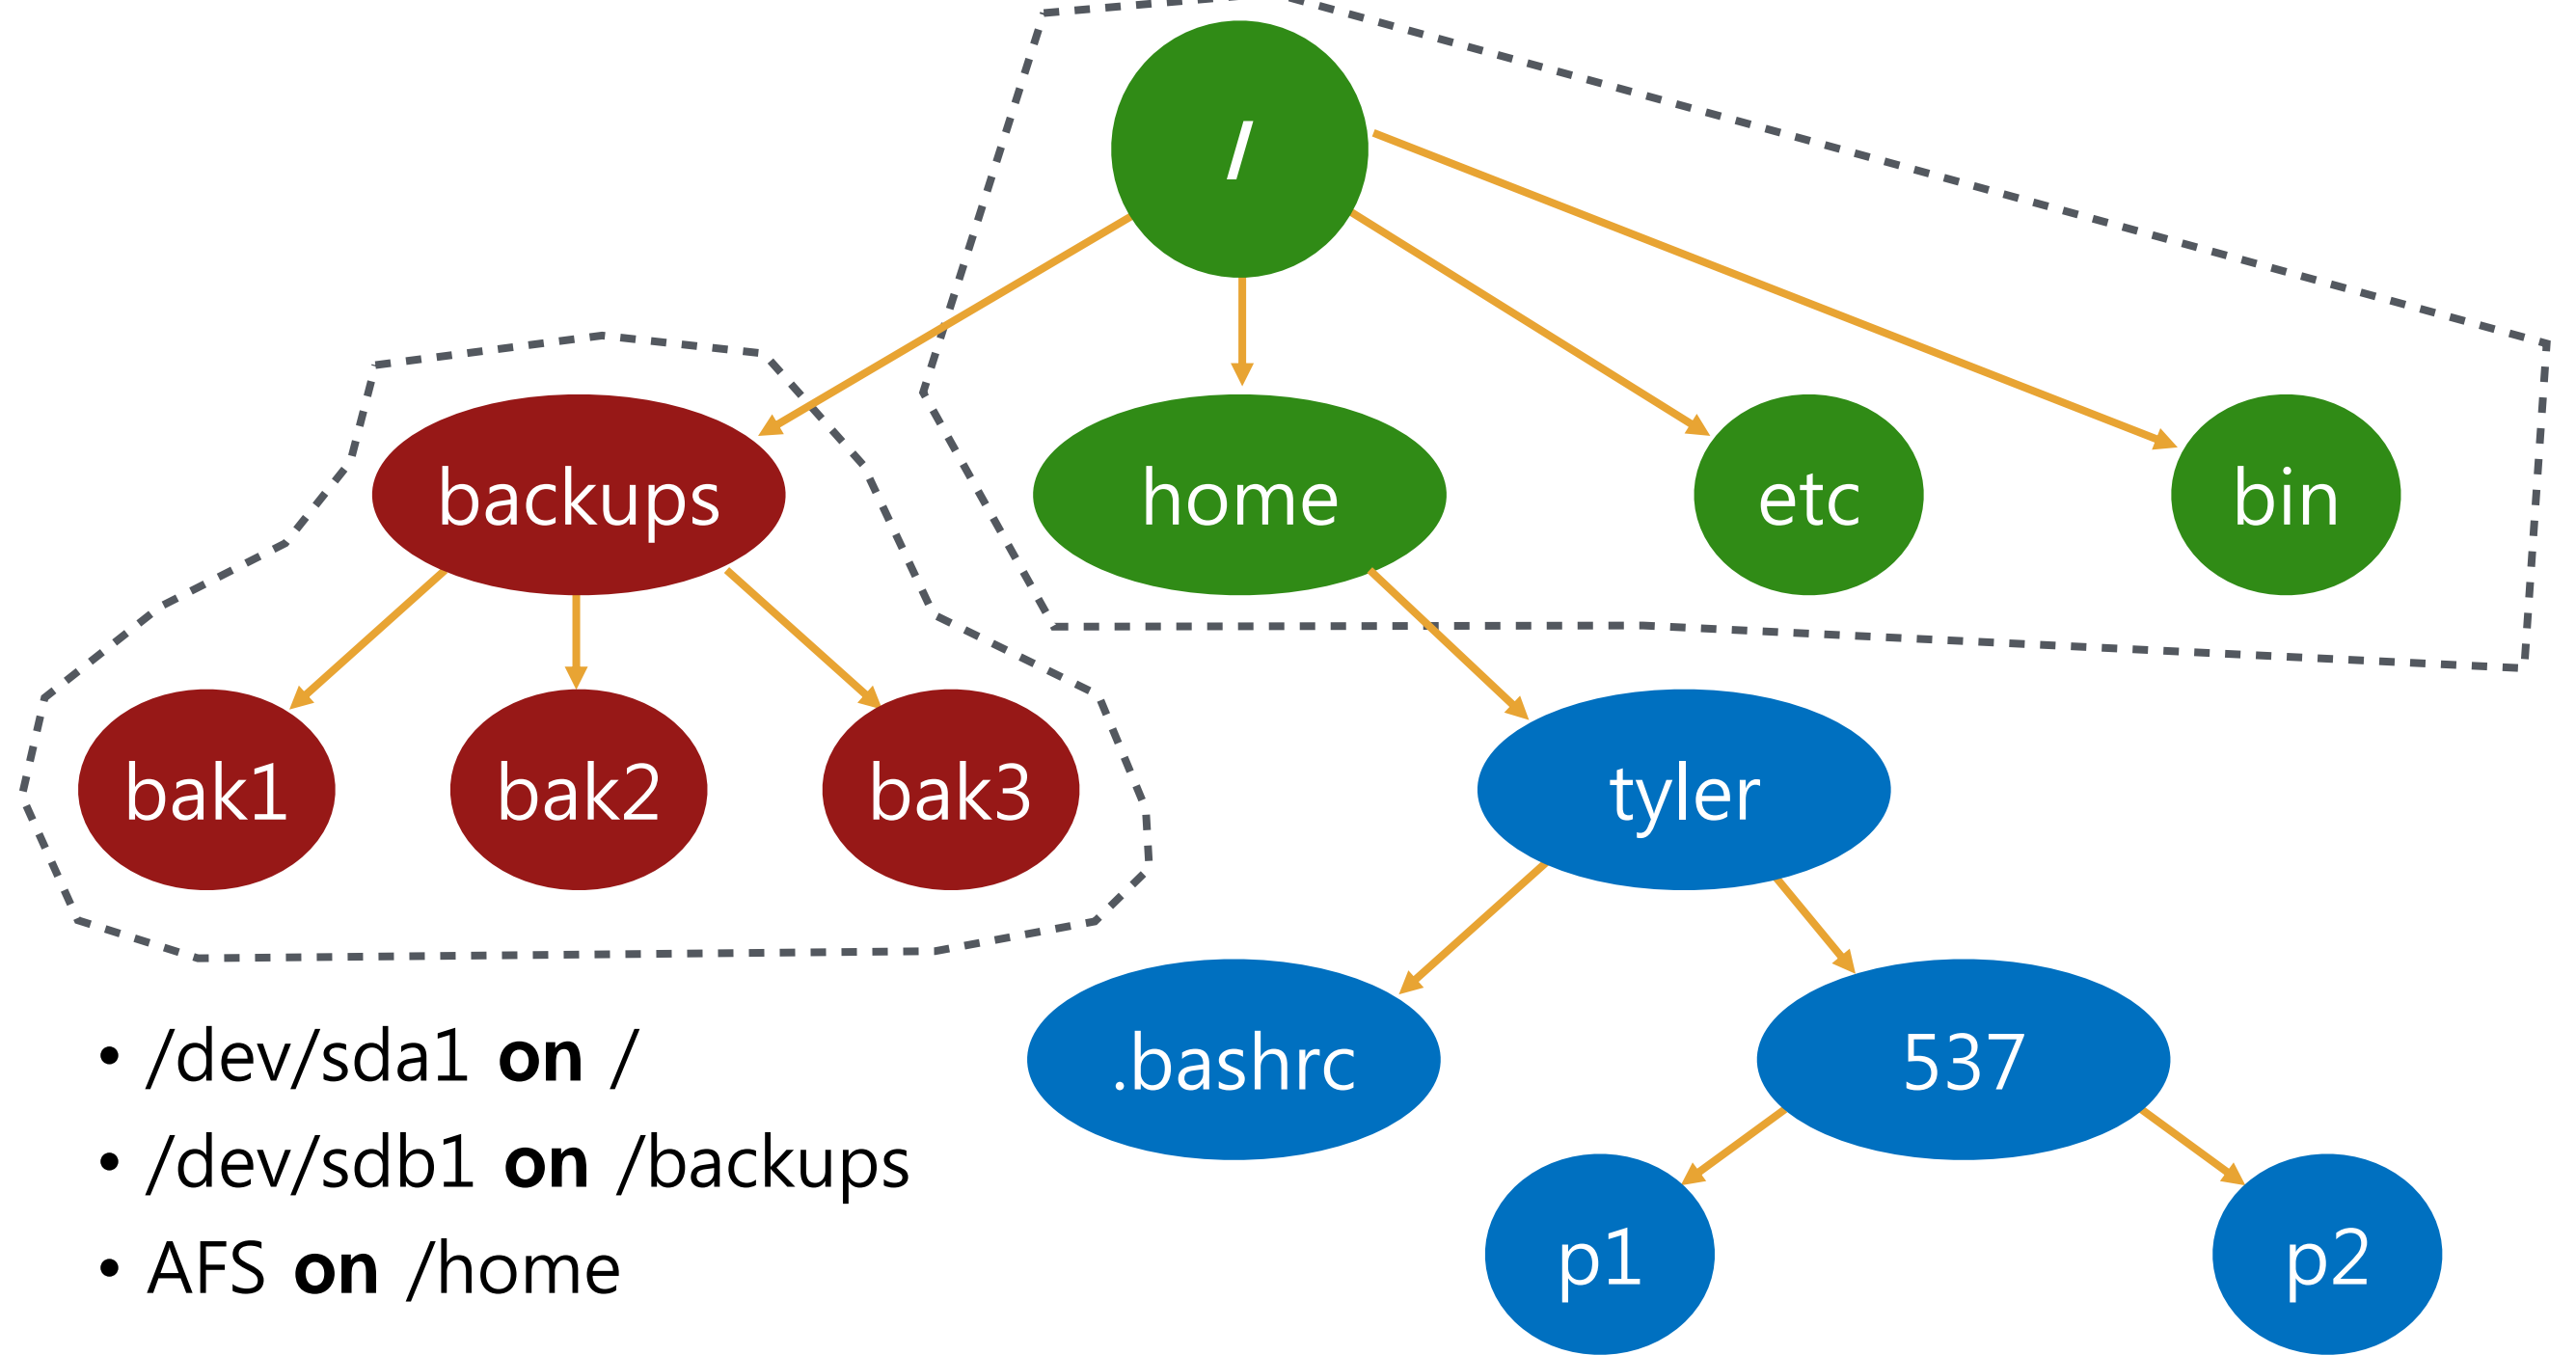 /
backups
home
etc
bin
bak1
bak2
bak3
tyler
.bashrc
537
p1
p2
• /dev/sda1 on /
• /dev/sdb1 on /backups
• AFS on /home